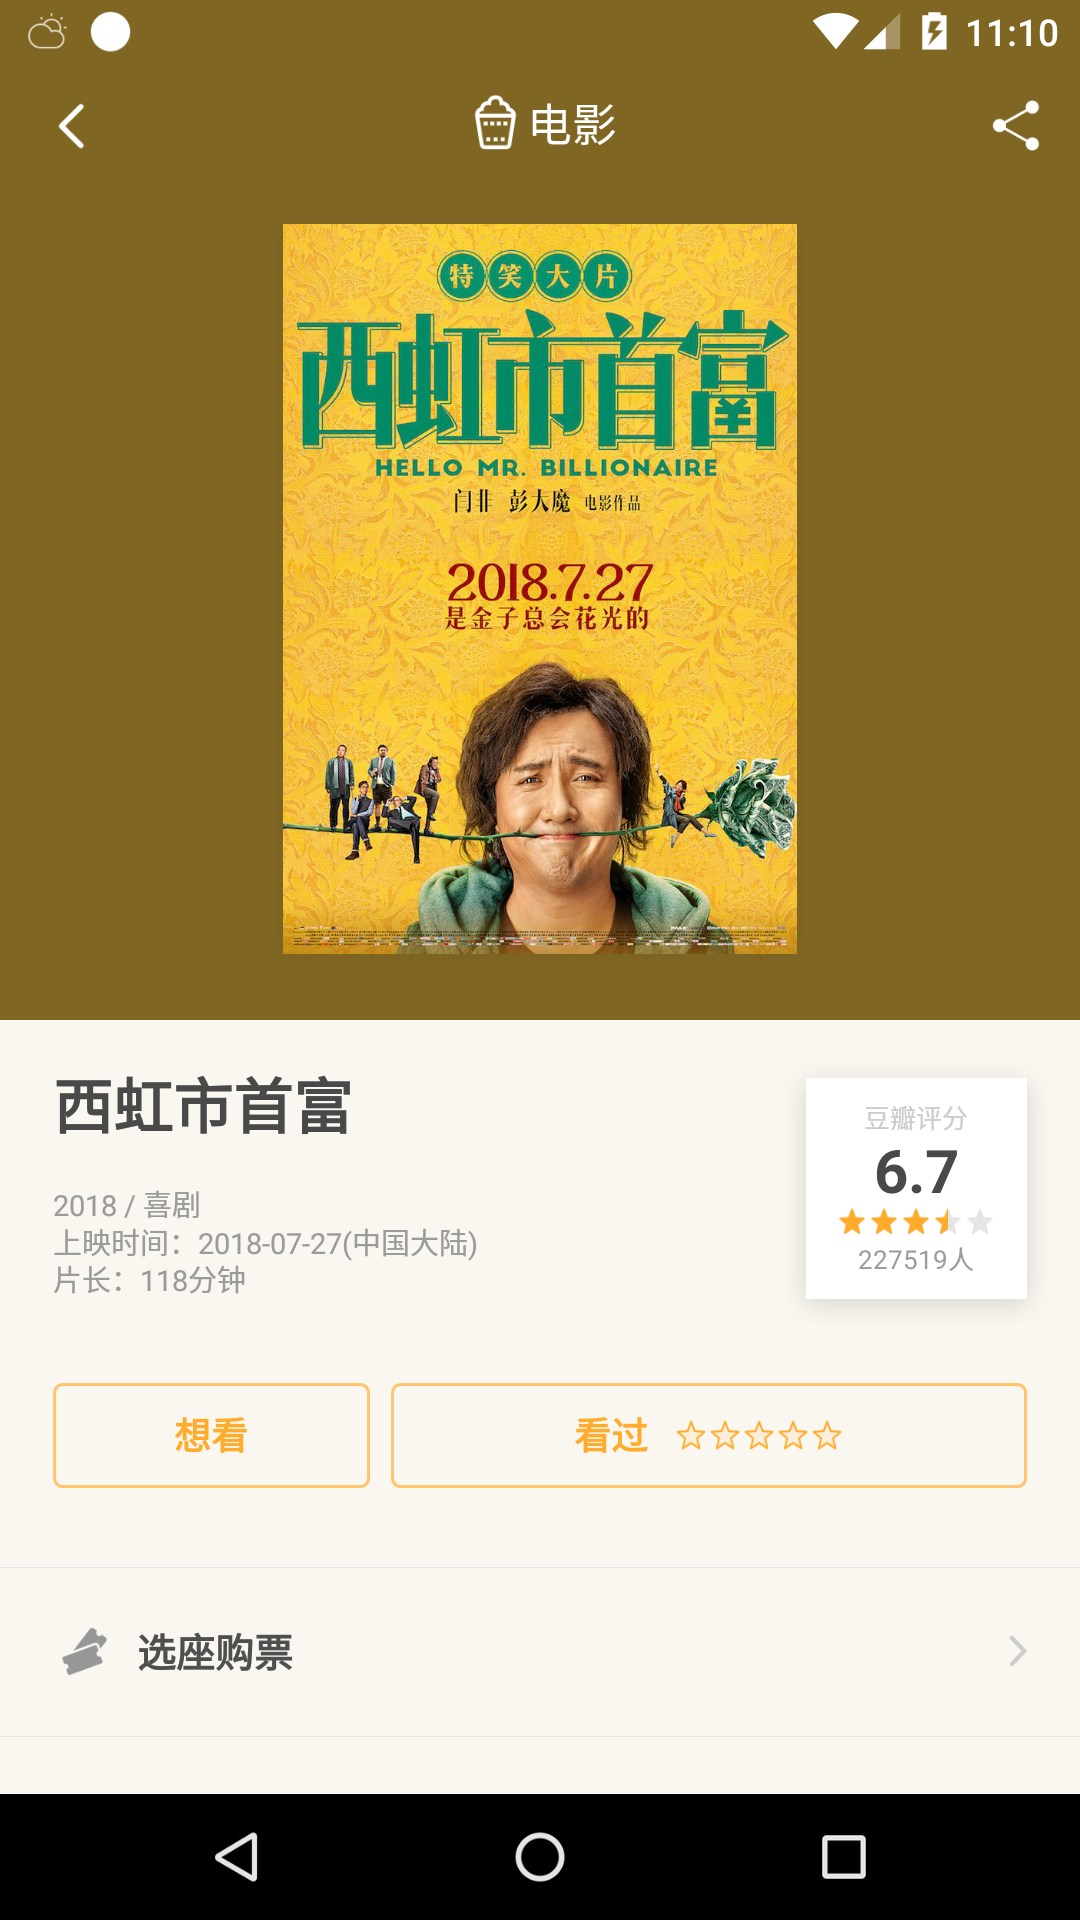 11:10
电影
特笑大片
西虹市首富
HELLO MR. BILLIONAIRE
闫非 彭大魔 电影作品
2018.7.27
是金子总会花光的
IMAX
西虹市首富
2018 / 喜剧
上映时间：2018-07-27(中国大陆)
片长：118分钟
豆瓣评分
6.7
227519人
想看
看过
选座购票